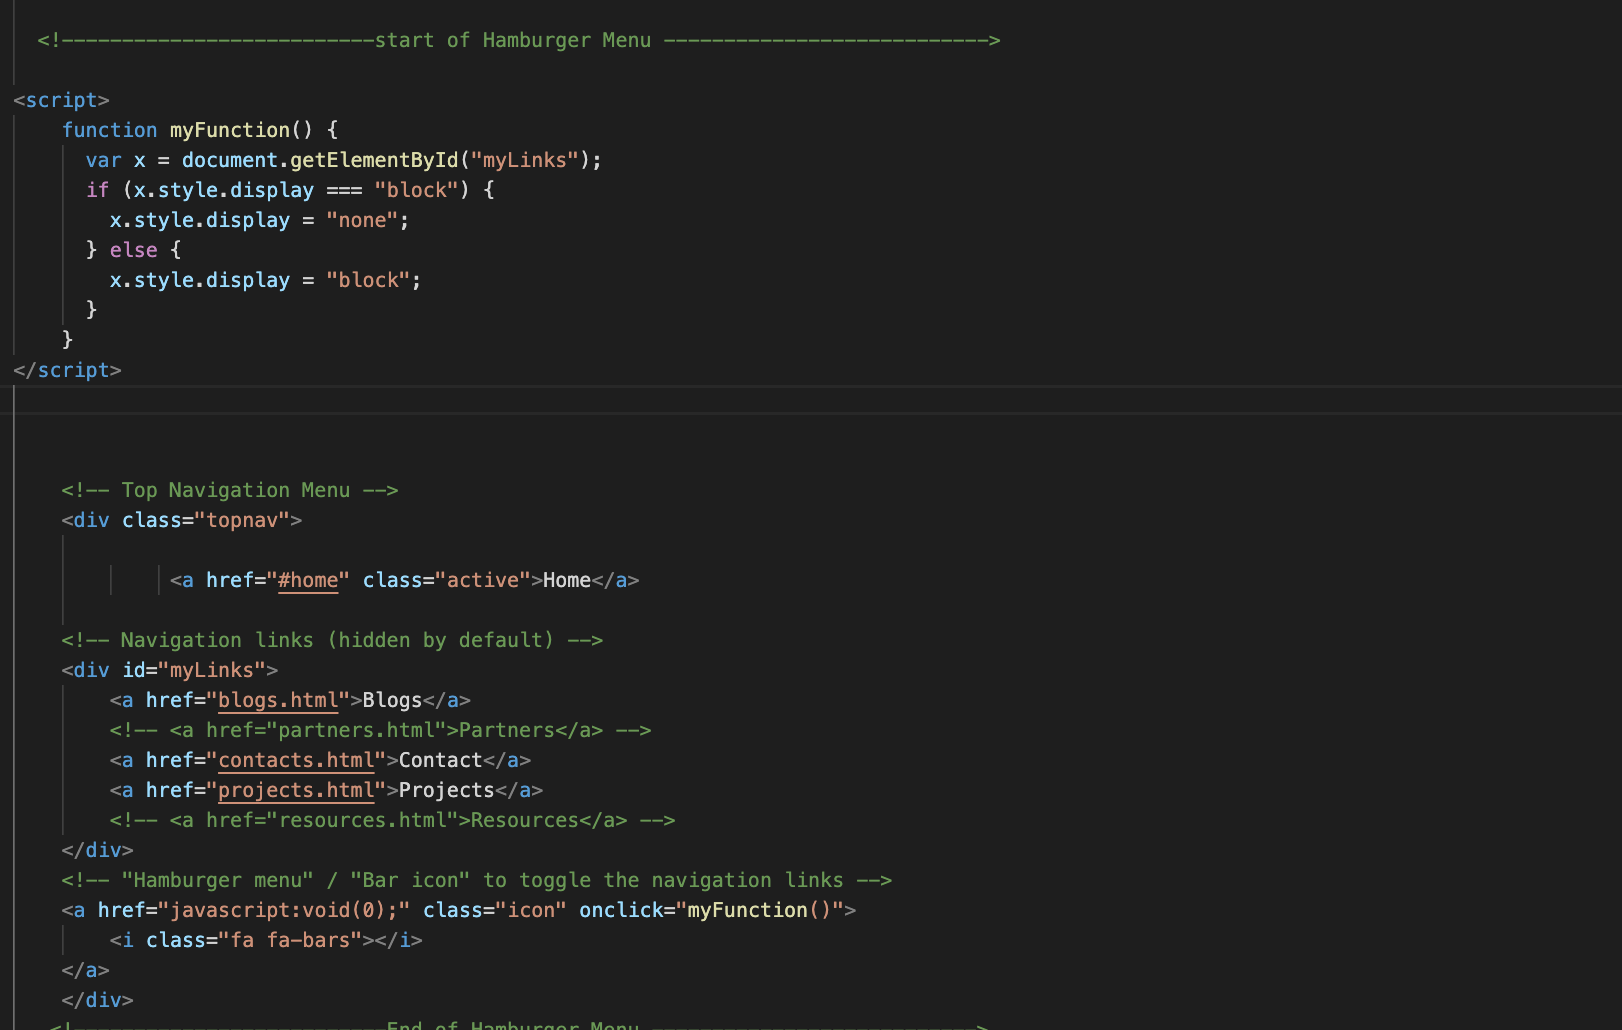 <!--------------------------start of Hamburger Menu --------------------------->
<script>
function myFunction() {
var x = document.getElementById("myLinks");
if (x.style.display === "block") {
x.style.display = "none";
} else {
x.style.display = "block";
}
}
</script>
<!-- Top Navigation Menu -->
<div class="topnav">
<a href="#home" class="active">Home</a>
<!-- Navigation links (hidden by default) -->
<div id="myLinks">
<a href="blogs.html">Blogs</a>
<!-- <a href="partners.html">Partners</a> -->
<a href="contacts.html">Contact</a>
<a href="projects.html">Projects</a>
<!-- <a href="resources.html">Resources</a> -->
</div>
<!-- "Hamburger menu" / "Bar icon" to toggle the navigation links -->
<a href="javascript:void(0);" class="icon" onclick="myFunction()">
<i class="fa fa-bars"></i>
</a>
</div>
<!--------------------------End of Hamburger Menu --------------------------->